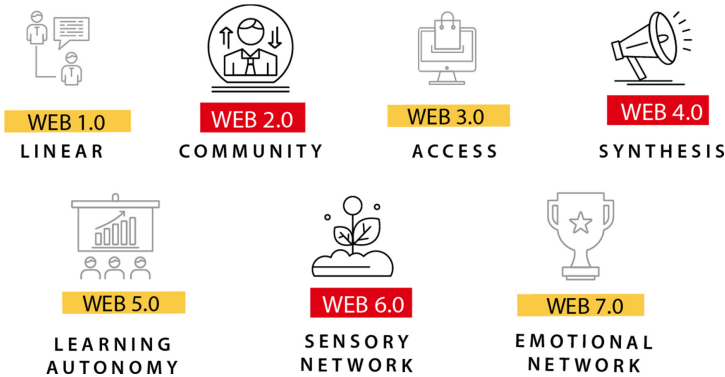 WEB 1.0
LINEAR
WEB 2.0
COMMUNITY
WEB 3.0
ACCESS
WEB 4.0
SYNTHESIS
WEB 5.0
LEARNING
AUTONOMY
WEB 6.0
SENSORY
NETWORK
WEB 7.0
EMOTIONAL
NETWORK